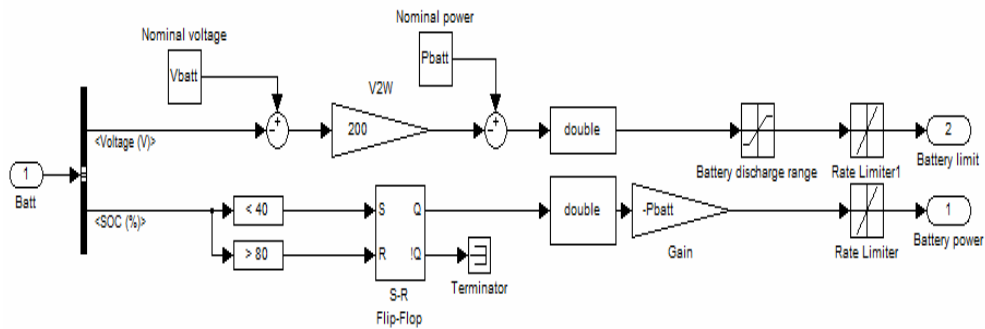 Nominal power
Nominal voltage
Pbatt
Vbatt
V2W
200
double
2
<Voltage (V)>
Battery limit
1
Battery discharge range
Rate Limiter1
Batt
<SOC (%)>
< 40
S
Q
double
-Pbatt
1
> 80
R
!Q
Battery power
Gain
Rate Limiter
Terminator
S-R
Flip-Flop